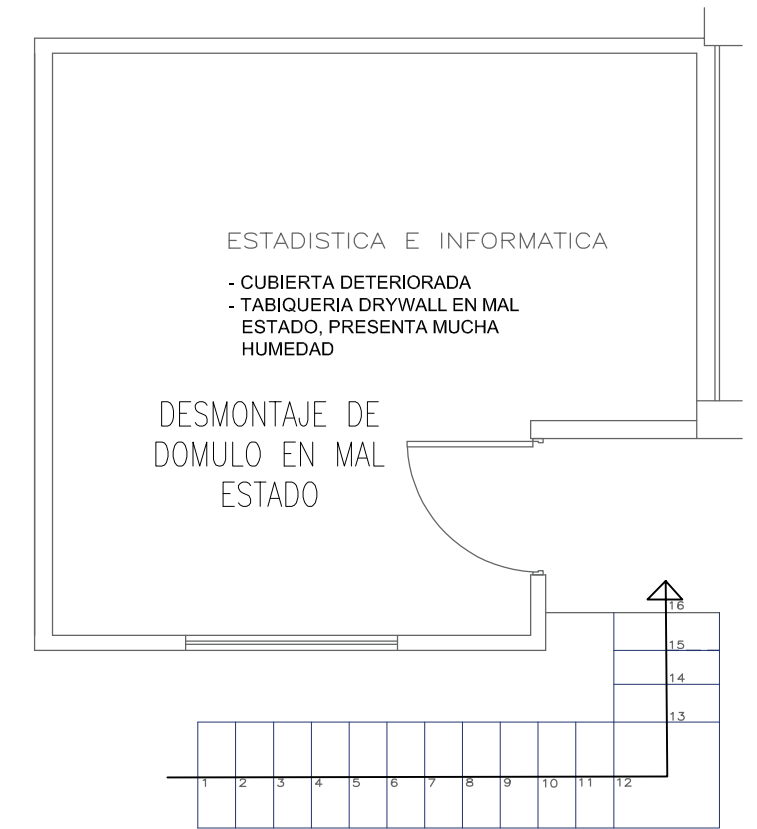 ESTADISTICA E INFORMATICA
- CUBIERTA DETERIORADA
- TABIQUERIA DRYWALL EN MAL
ESTADO, PRESENTA MUCHA
HUMEDAD
DESMONTAJE DE
DOMULO EN MAL
ESTADO
16
15
14
13
1 2 3 4 5 6 7 8 9 10 11 12